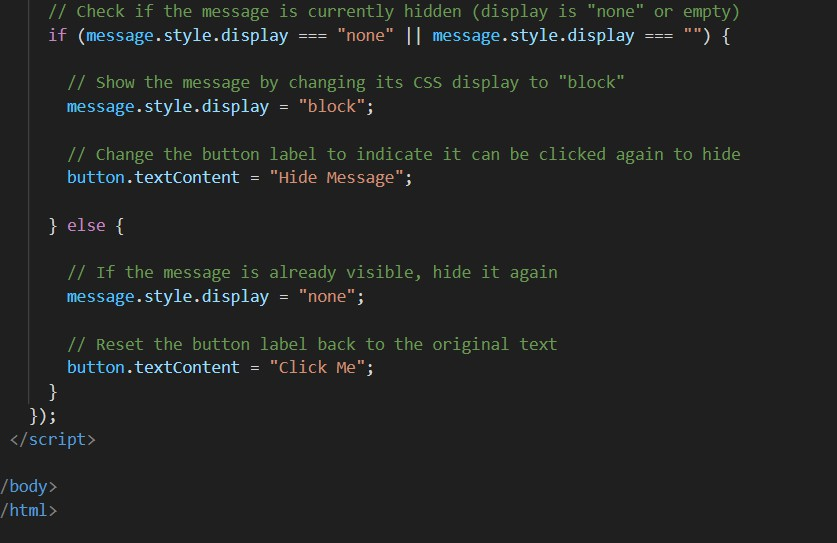 // Check if the message is currently hidden (display is "none" or empty)
if (message.style.display === "none" || message.style.display === "") {
// Show the message by changing its CSS display to "block"
message.style.display = "block";
// Change the button label to indicate it can be clicked again to hide
button.textContent = "Hide Message";
} else {
// If the message is already visible, hide it again
message.style.display = "none";
// Reset the button label back to the original text
button.textContent = "Click Me";
}
});
</script>
/body>
/html>